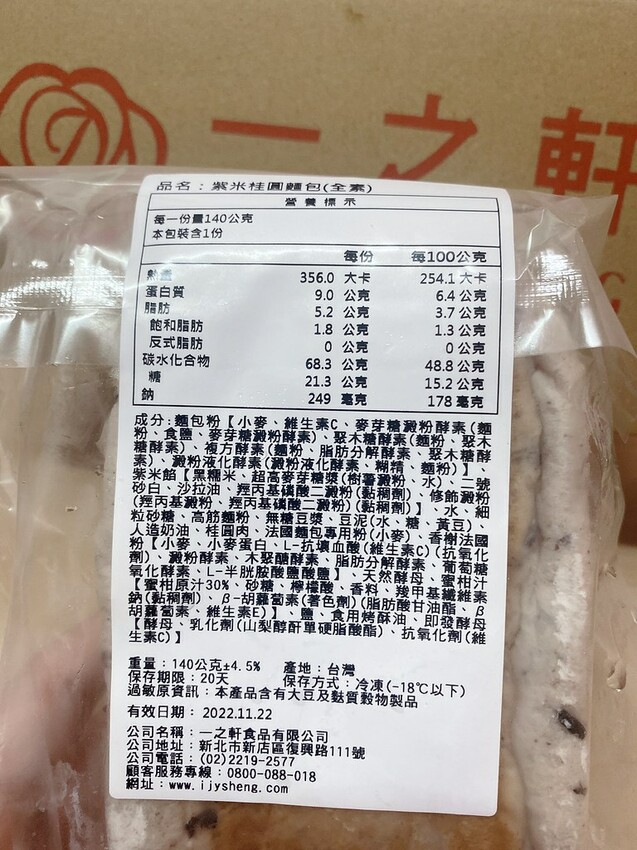 一之軒
品名：紫米桂圓麵包(全素)
營養標示
每一份量140公克
本包裝含1份
每份 每100公克
熱量 356.0 大卡 254.1 大卡
蛋白質 9.0 公克 6.4 公克
脂肪 5.2 公克 3.7 公克
飽和脂肪 1.8 公克 1.3 公克
反式脂肪 0 公克 0 公克
碳水化合物 68.3 公克 48.8 公克
糖 21.3 公克 15.2 公克
鈉 249 毫克 178 毫克
成分:麵包粉【小麥、維生素C、麥芽糖澱粉酵素(麵
粉、食鹽、麥芽糖澱粉酵素)、聚木糖酵素(麵粉、聚木
糖酵素)、複方酵素(麵粉、脂肪分解酵素、聚木糖酵
素)、澱粉液化酵素(澱粉液化酵素、糊精、麵粉)】、
紫米餡【黑糯米、超高麥芽糖漿(樹薯澱粉、水)、二號
砂白、沙拉油、羥丙基磷酸二澱粉(黏稠劑)、修飾澱粉
(羥丙基澱粉、羥丙基磷酸二澱粉)(黏稠劑)】、水、細
粒砂糖、高筋麵粉、無糖豆漿、豆泥(水、糖、黃豆)、
人造奶油、桂圓肉、法國麵包專用粉(小麥)、香榭法國
粉【小麥、小麥蛋白、L-抗壞血酸(維生素C)(抗氧化
劑)、澱粉酵素、木聚醣酵素、脂肪分解酵素、葡萄糖
氧化酵素、L-半胱胺酸鹽酸鹽】、天然酵母、蜜柑汁
【蜜柑原汁30%、砂糖、檸檬酸、香料、羧甲基纖維素
鈉(黏稠劑)、β-胡蘿蔔素(著色劑)(脂肪酸甘油酯、β
胡蘿蔔素、維生素E)】、鹽、食用烤酥油、即發酵母
【酵母、乳化劑(山梨醇酐單硬脂酸酯)、抗氧化劑(維
生素C)】
重量：140公克±4.5% 產地：台灣
保存期限：20天 保存方式：冷凍(-18℃以下)
過敏原資訊：本產品含有大豆及麩質穀物製品
有效日期：2022.11.22
公司名稱：一之軒食品有限公司
公司地址：新北市新店區復興路111號
公司電話：(02)2219-2577
顧客服務專線：0800-088-018
網址：www.ijysheng.com